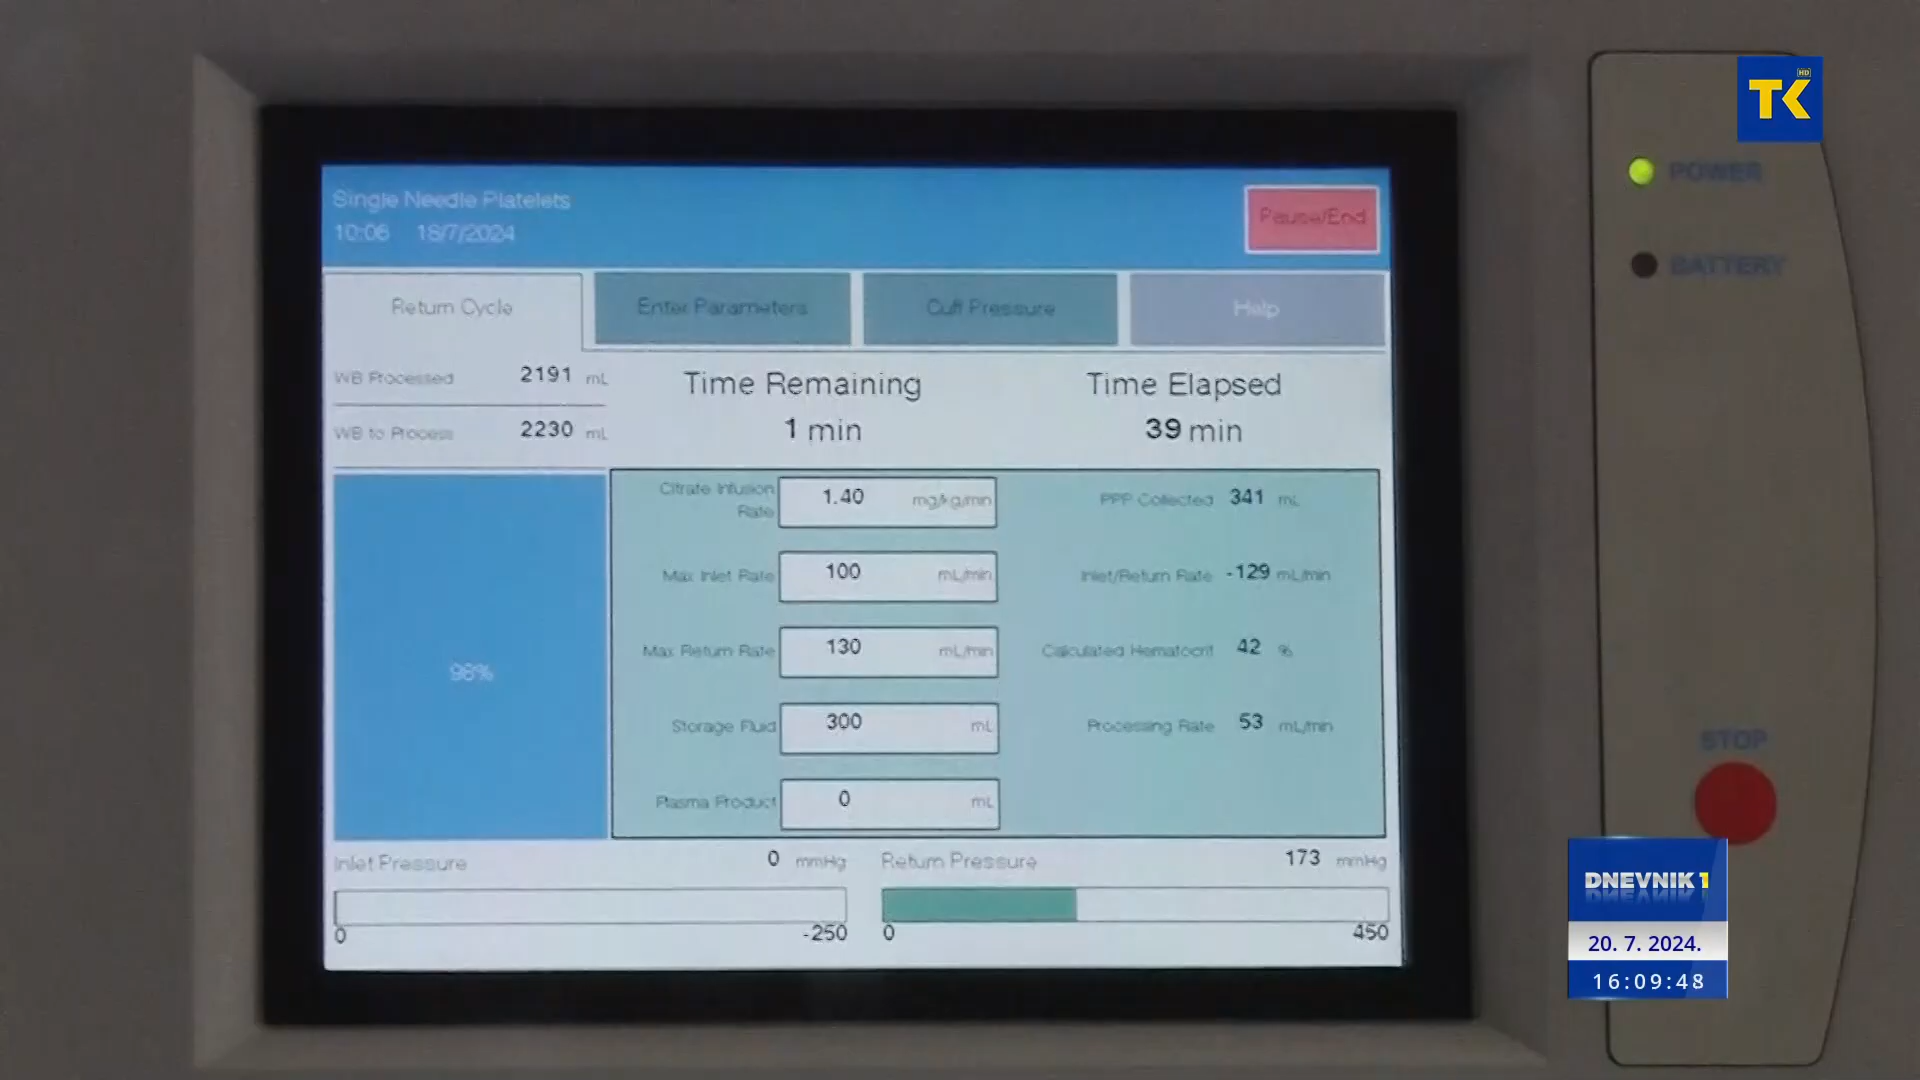 TK HD
POWER
BATTERY
Single Needle Platelets
10:06 18/7/2024
Pause/End
Return Cycle
Enter Parameters
Cuff Pressure
Help
WB Processed 2191 mL
WB to Process 2230 mL
Time Remaining
1 min
Time Elapsed
39 min
98%
Citrate Infusion
Rate
1.40 mg/kg/min
Max Inlet Rate 100 mL/min
Max Return Rate 130 mL/min
Storage Fluid 300 mL
Plasma Product 0 mL
PPP Collected 341 mL
Inlet/Return Rate -129 mL/min
Calculated Hematocrit 42 %
Processing Rate 53 mL/min
Inlet Pressure 0 mmHg
0 -250
Return Pressure 173 mmHg
0 450
STOP
DNEVNIK 1
20. 7. 2024.
16:09:48